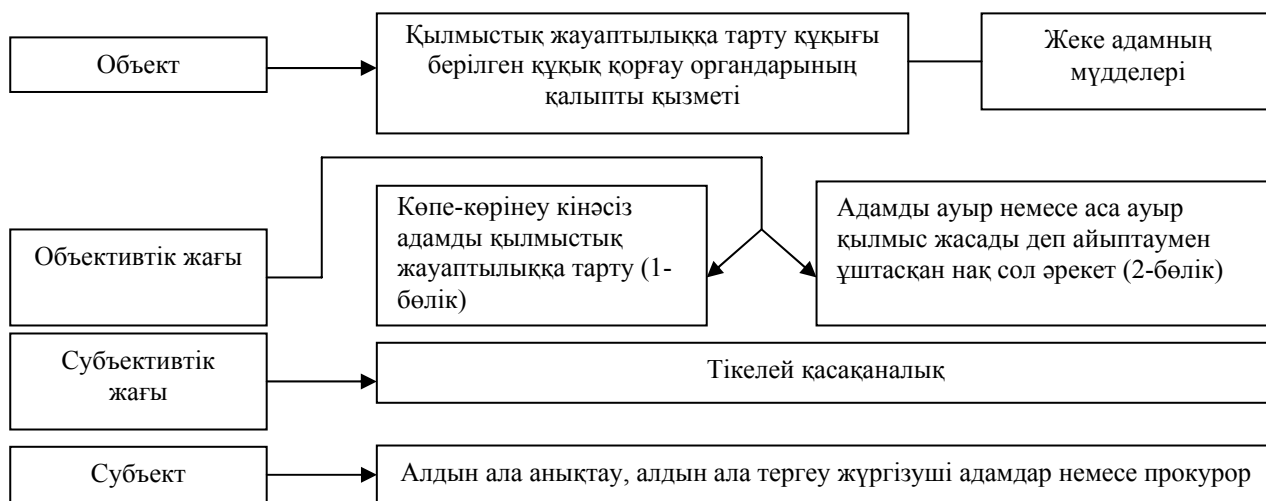 Объект
Қылмыстық жауаптылыққа тарту құқығы
берілген құқық қорғау органдарының
қалыпты қызметі
Жеке адамның
мүдделері
Объективтік жағы
Көпе-көрінеу кінәсіз
адамды қылмыстық
жауаптылыққа тарту (1-
бөлік)
Адамды ауыр немесе аса ауыр
қылмыс жасады деп айыптаумен
ұштасқан нақ сол әрекет (2-бөлік)
Субъективтік
жағы
Тікелей қасақаналық
Субъект
Алдын ала анықтау, алдын ала тергеу жүргізуші адамдар немесе прокурор